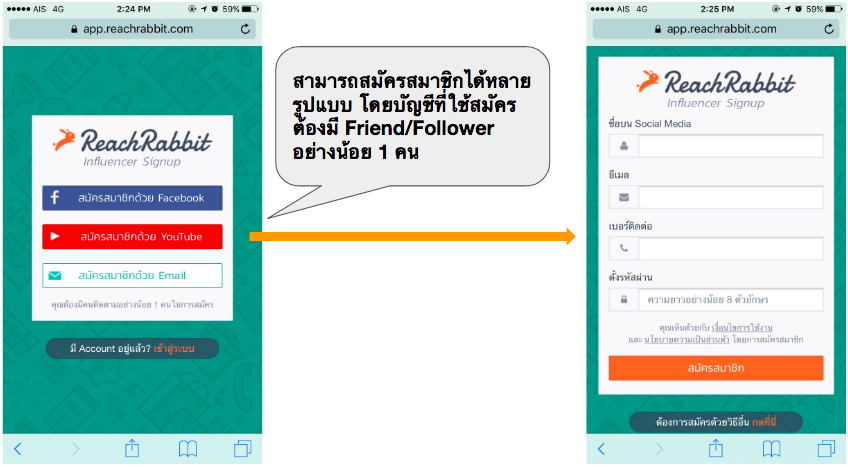 AIS 4G 2:24 PM 59%
app.reachrabbit.com
ReachRabbit
Influencer Signup
สมัครสมาชิกด้วย Facebook
สมัครสมาชิกด้วย YouTube
สมัครสมาชิกด้วย Email
คุณต้องมีคนติดตามอย่างน้อย 1 คน ในการสมัคร
มี Account อยู่แล้ว? เข้าสู่ระบบ
สามารถสมัครสมาชิกได้หลาย
รูปแบบ โดยบัญชีที่ใช้สมัคร
ต้องมี Friend/Follower
อย่างน้อย 1 คน
AIS 4G 2:25 PM 59%
app.reachrabbit.com
ReachRabbit
Influencer Signup
ชื่อบน Social Media
อีเมล
เบอร์ติดต่อ
ตั้งรหัสผ่าน
ความยาวอย่างน้อย 8 ตัวอักษร
คุณเห็นด้วยกับ เงื่อนไขการใช้งาน
และ นโยบายความเป็นส่วนตัว โดยการสมัครสมาชิก
สมัครสมาชิก
ต้องการสมัครด้วยวิธีอื่น กดที่นี่